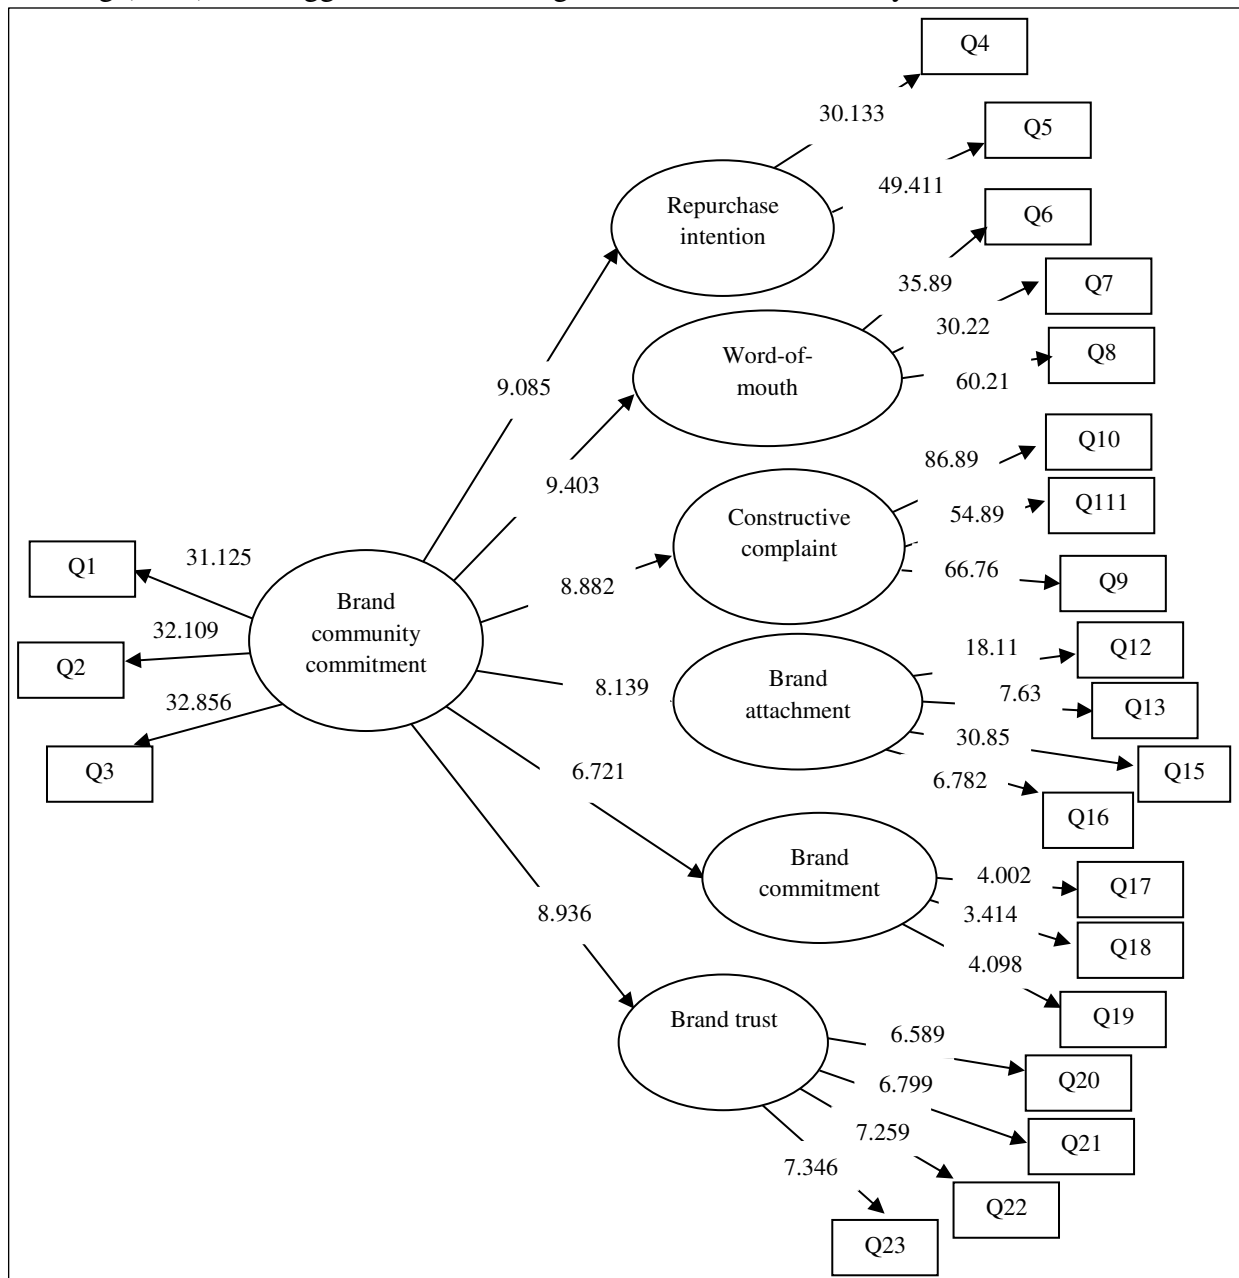 Q4
30.133
Q5
49.411
Repurchase
intention
Q6
35.89
Q7
30.22
Word-of-
mouth
Q8
60.21
9.085
Q10
86.89
9.403
Q111
54.89
Constructive
complaint
Q1
31.125
66.76
Q9
8.882
Brand
community
commitment
32.109
Q2
18.11
Q12
8.139
Brand
attachment
7.63
Q13
32.856
30.85
Q3
6.721
Q15
6.782
Q16
Brand
commitment
4.002
Q17
3.414
8.936
Q18
4.098
Q19
Brand trust
6.589
Q20
6.799
7.259
Q21
7.346
Q22
Q23